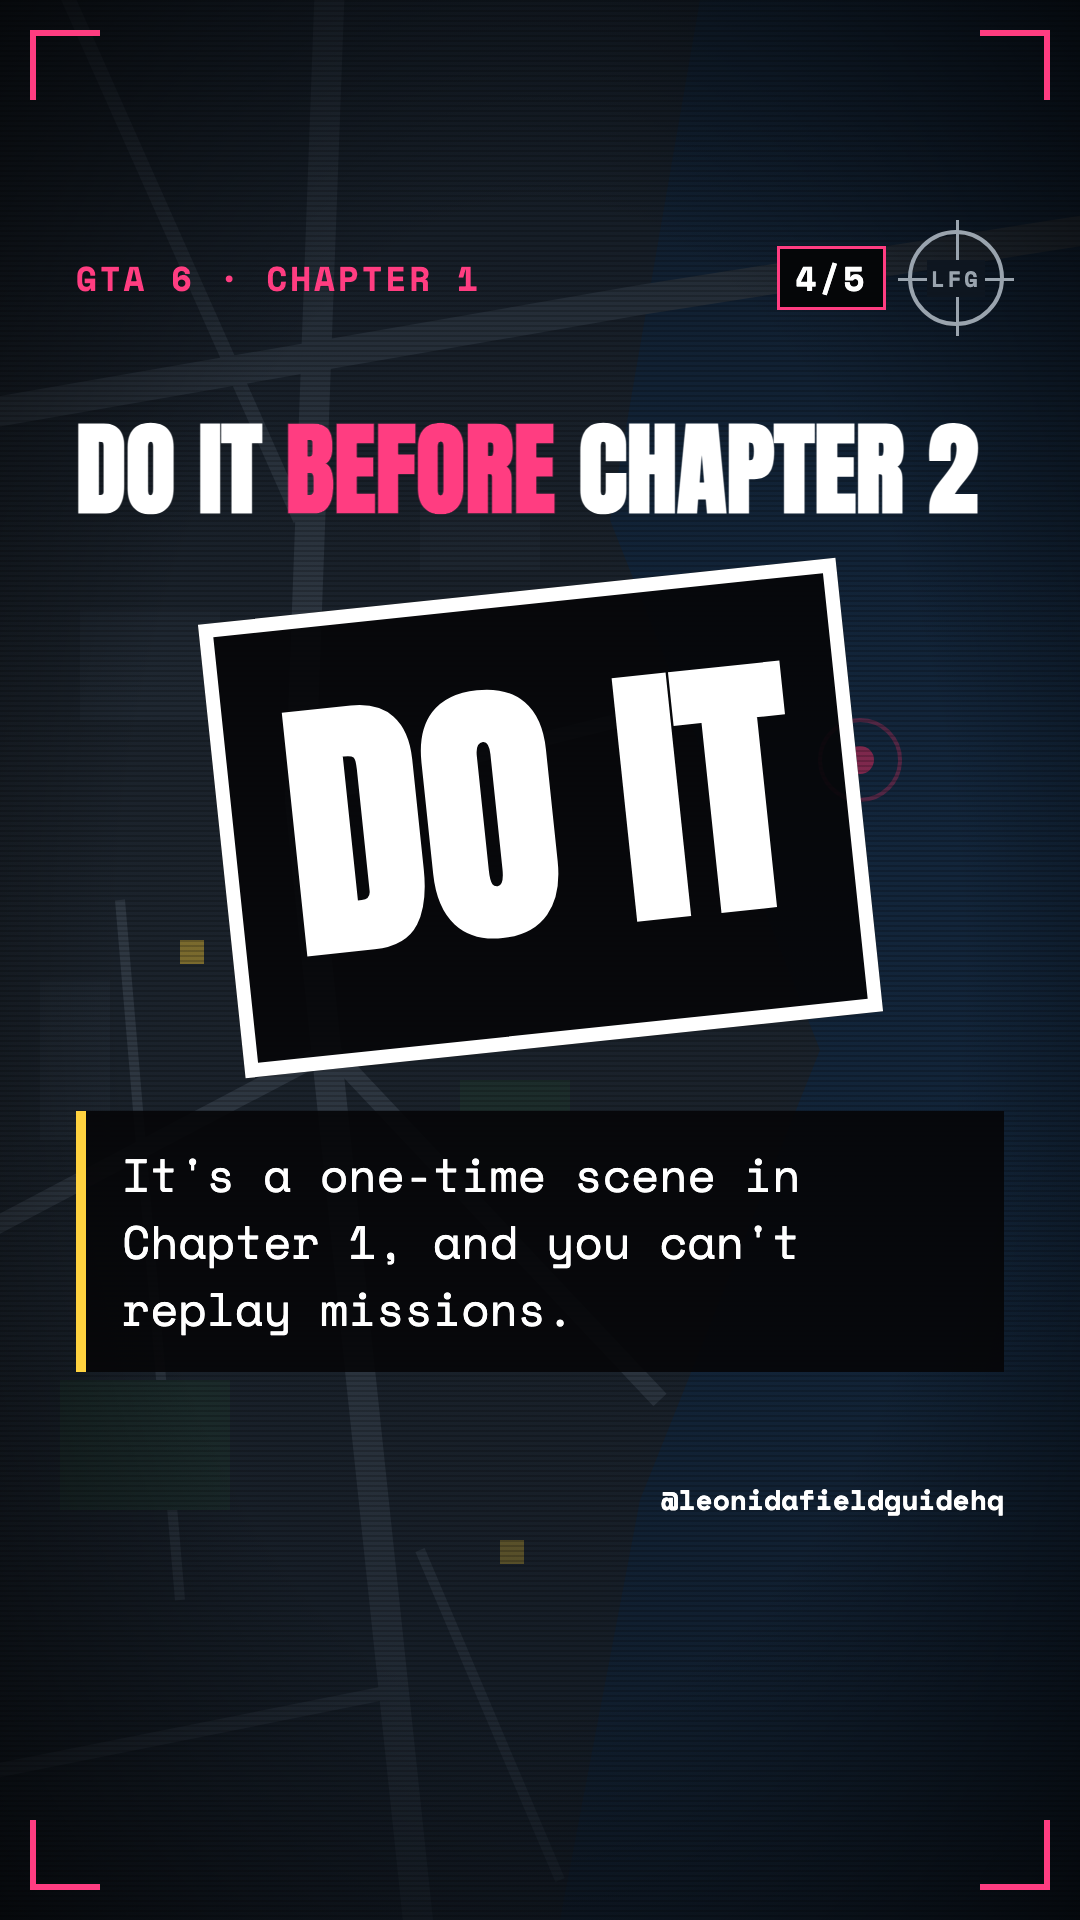 GTA 6 · CHAPTER 1
4/5
LFG
DO IT BEFORE CHAPTER 2
DO IT
It's a one-time scene in
Chapter 1, and you can't
replay missions.
@leonidafieldguidehq